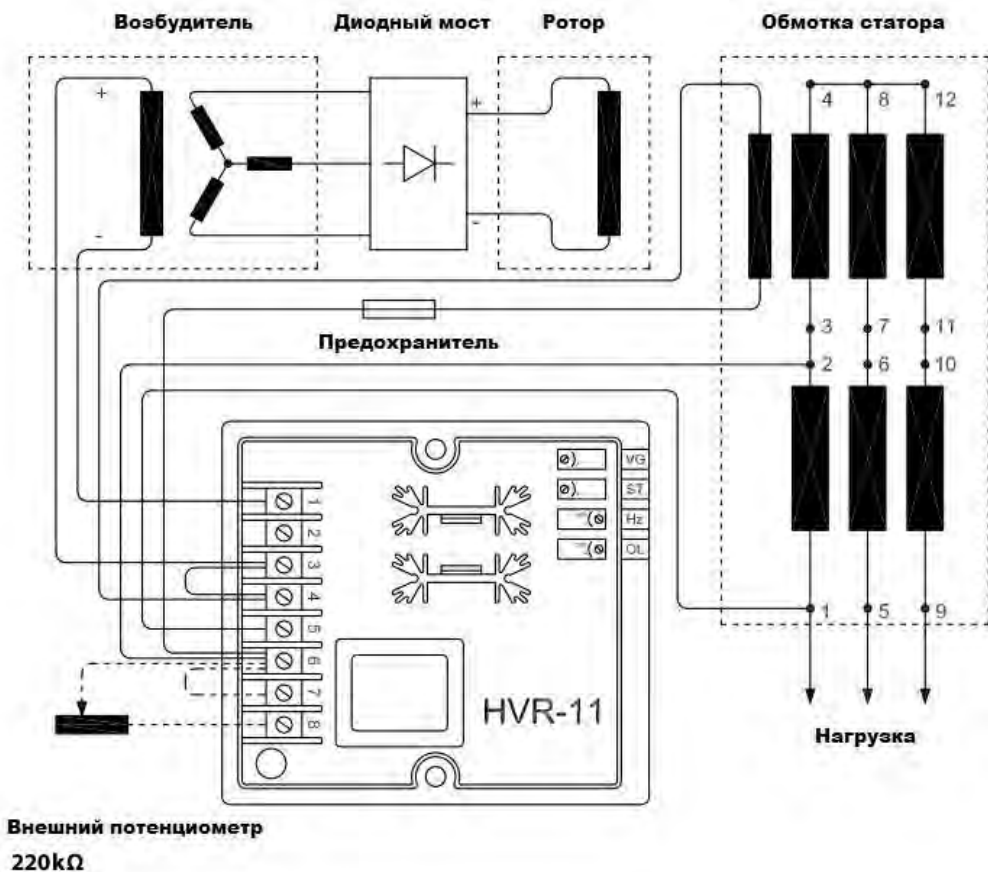 Возбудитель Диодный мост Ротор Обмотка статора
+ + 4 8 12
- -
3 7 11
Предохранитель
2 6 10
VG
ST
Hz
OL
1
2
3
4
5
6
7
8
1 5 9
HVR-11
Нагрузка
Внешний потенциометр
220kΩ